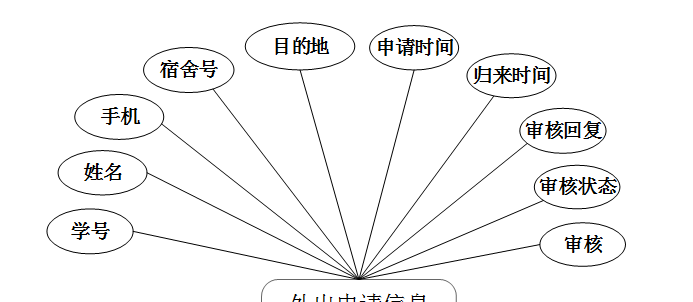 目的地
申请时间
宿舍号
归来时间
手机
审核回复
姓名
审核状态
学号
审核
外出申请信息